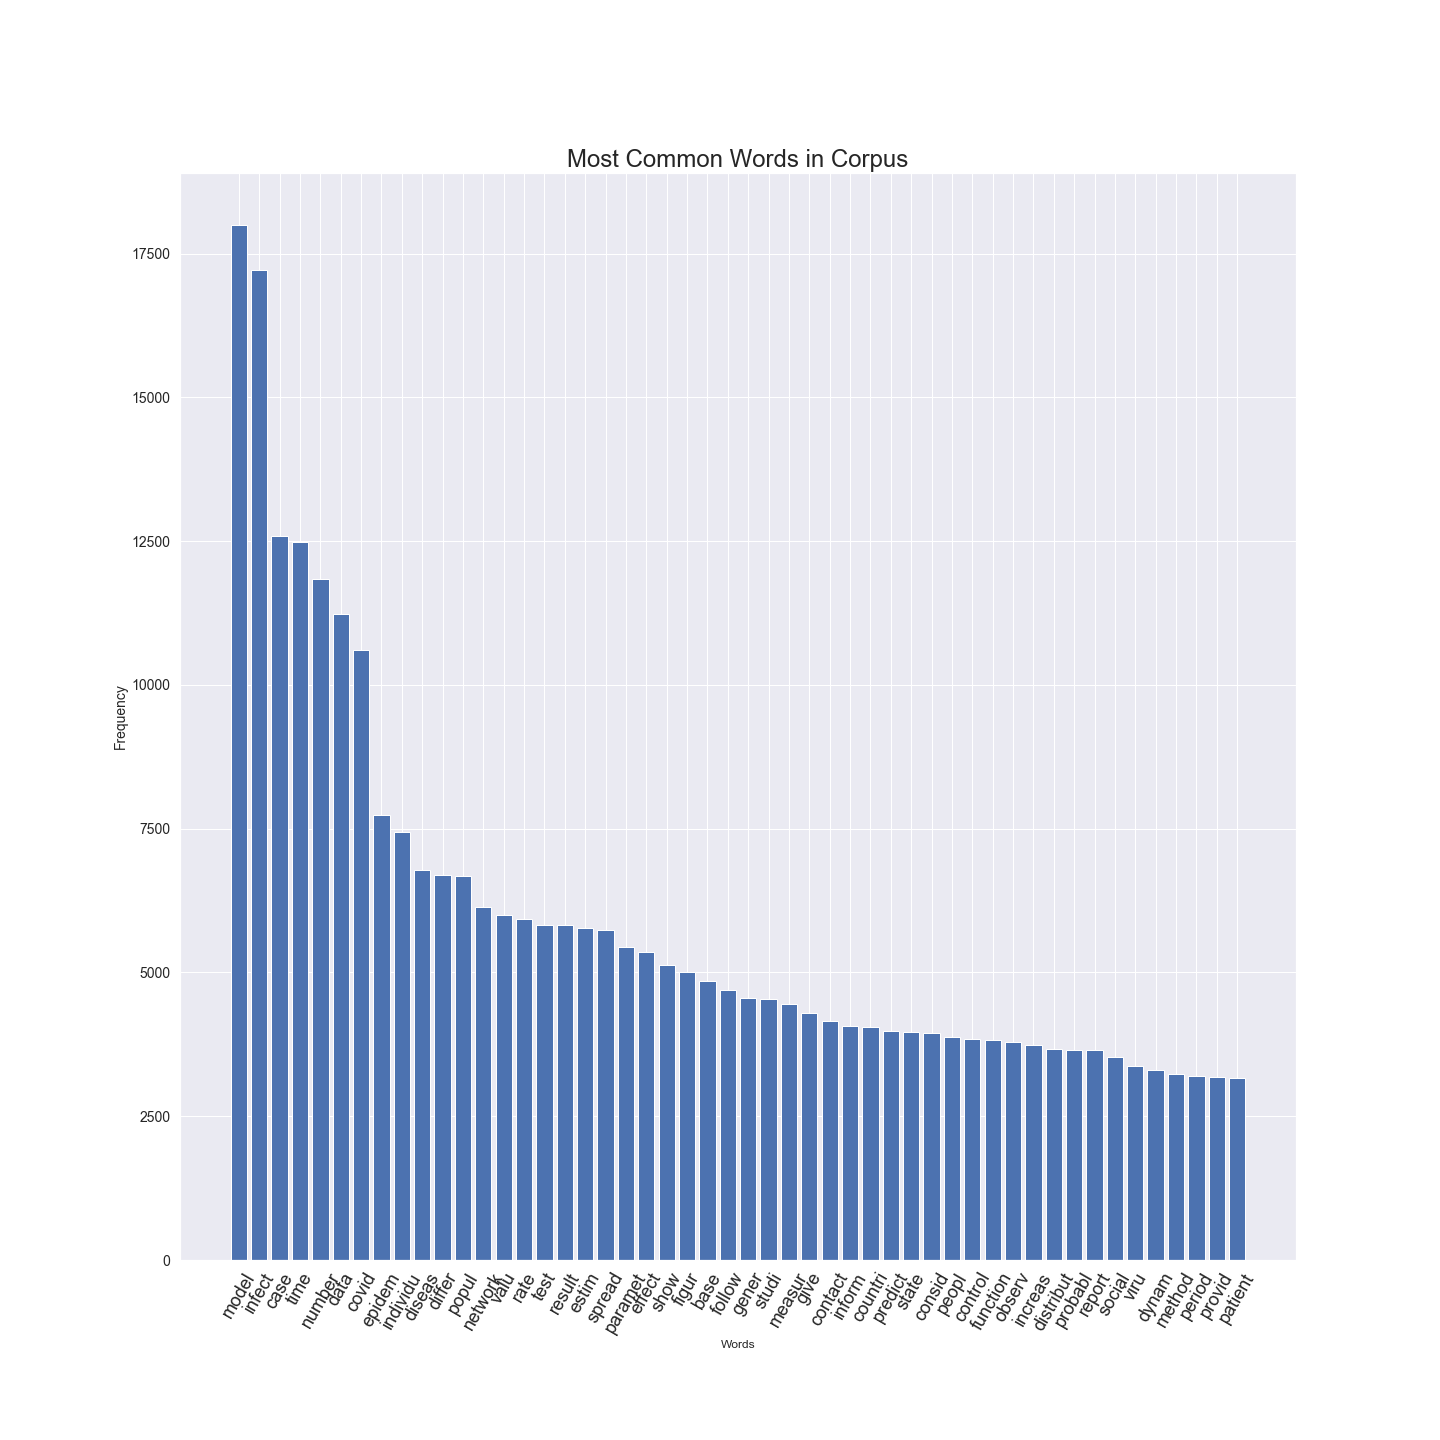 Most Common Words in Corpus
Frequency
17500
15000
12500
10000
7500
5000
2500
0
model
infect
case
time
number
data
covid
epidem
individu
diseas
differ
popul
network
valu
rate
test
result
estim
spread
paramet
effect
show
figur
base
follow
gener
studi
measur
give
contact
inform
countri
predict
state
consid
peopl
control
function
observ
increas
distribut
probabl
report
social
viru
dynam
method
period
provid
patient
Words